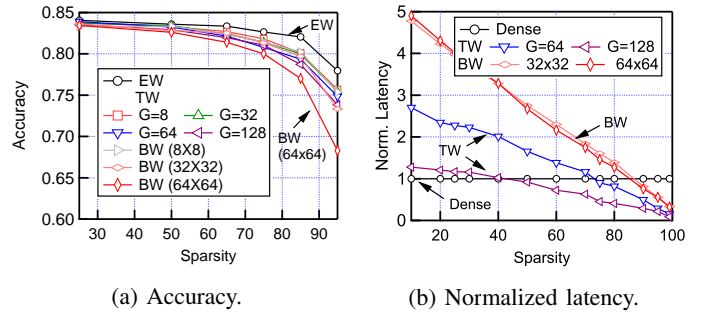 0.85
0.80
0.75
0.70
0.65
0.60
Accuracy
EW
EW
TW
G=8 G=32
G=64 G=128
BW (8X8)
BW (32X32)
BW (64X64)
BW
(64x64)
30 40 50 60 70 80 90
Sparsity
(a) Accuracy.
5
4
3
2
1
0
Norm. Latency
Dense
TW G=64 G=128
BW 32x32 64x64
BW
TW
Dense
20 40 60 80 100
Sparsity
(b) Normalized latency.